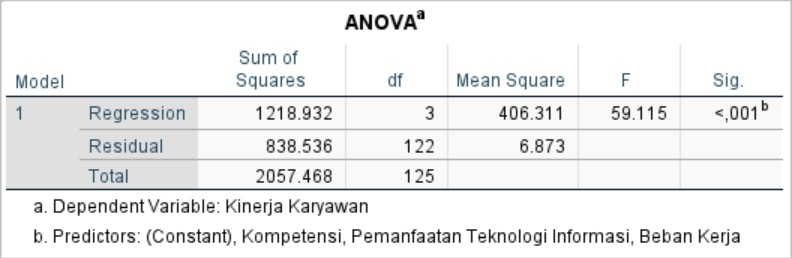 ANOVAa
Model Sum of Squares df Mean Square F Sig.
1 Regression 1218.932 3 406.311 59.115 <,001b
Residual 838.536 122 6.873
Total 2057.468 125
a. Dependent Variable: Kinerja Karyawan
b. Predictors: (Constant), Kompetensi, Pemanfaatan Teknologi Informasi, Beban Kerja